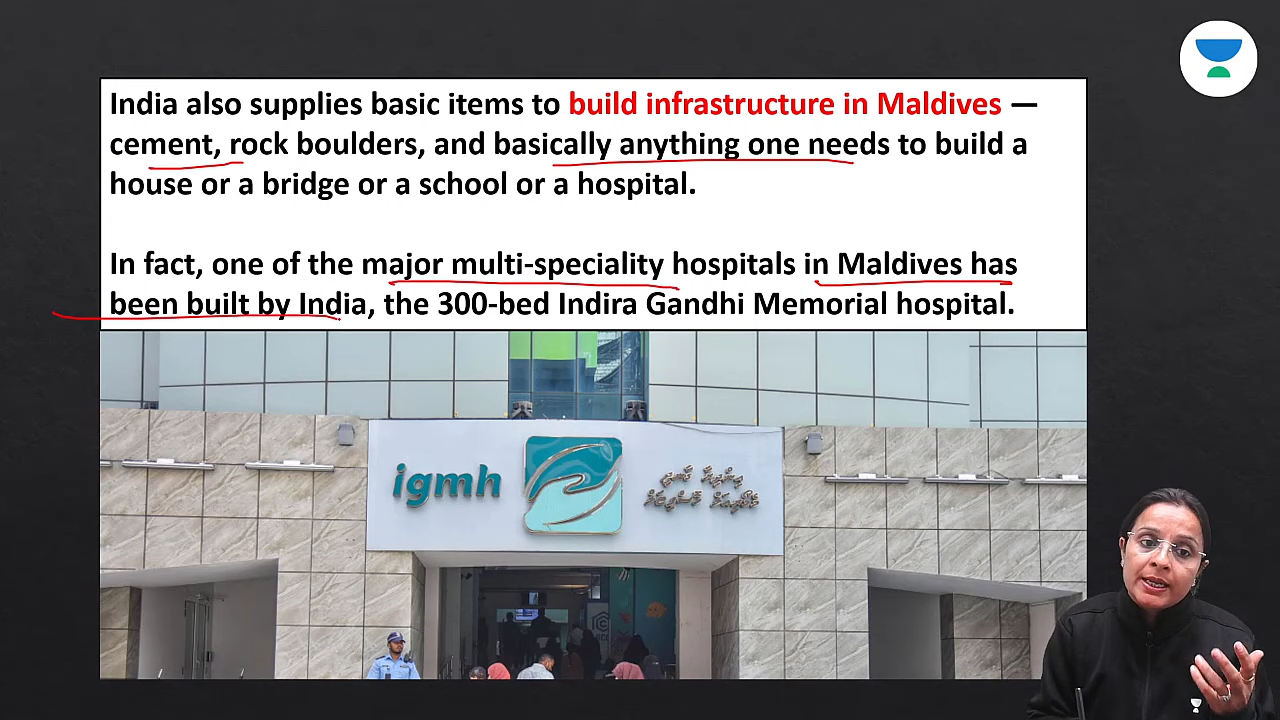 India also supplies basic items to build infrastructure in Maldives —
cement, rock boulders, and basically anything one needs to build a
house or a bridge or a school or a hospital.
In fact, one of the major multi-speciality hospitals in Maldives has
been built by India, the 300-bed Indira Gandhi Memorial hospital.
igmh